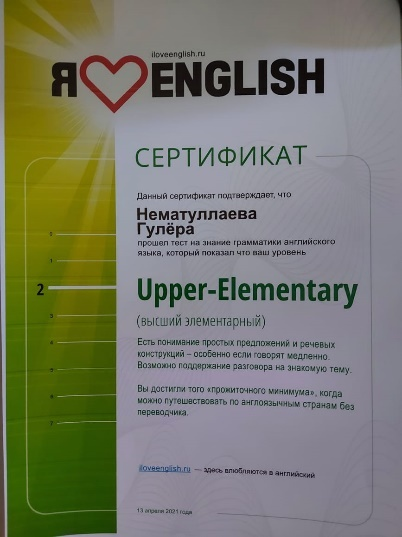 iloveenglish.ru
Я ENGLISH
СЕРТИФИКАТ
Данный сертификат подтверждает, что
Нематуллаева
Гулёра
прошел тест на знание грамматики английского
языка, который показал что ваш уровень
2
Upper-Elementary
(высший элементарный)
Есть понимание простых предложений и речевых
конструкций – особенно если говорят медленно.
Возможно поддержание разговора на знакомую тему.
Вы достигли того «прожиточного минимума», когда
можно путешествовать по англоязычным странам без
переводчика.
iloveenglish.ru — здесь влюбляются в английский
13 апреля 2021 года